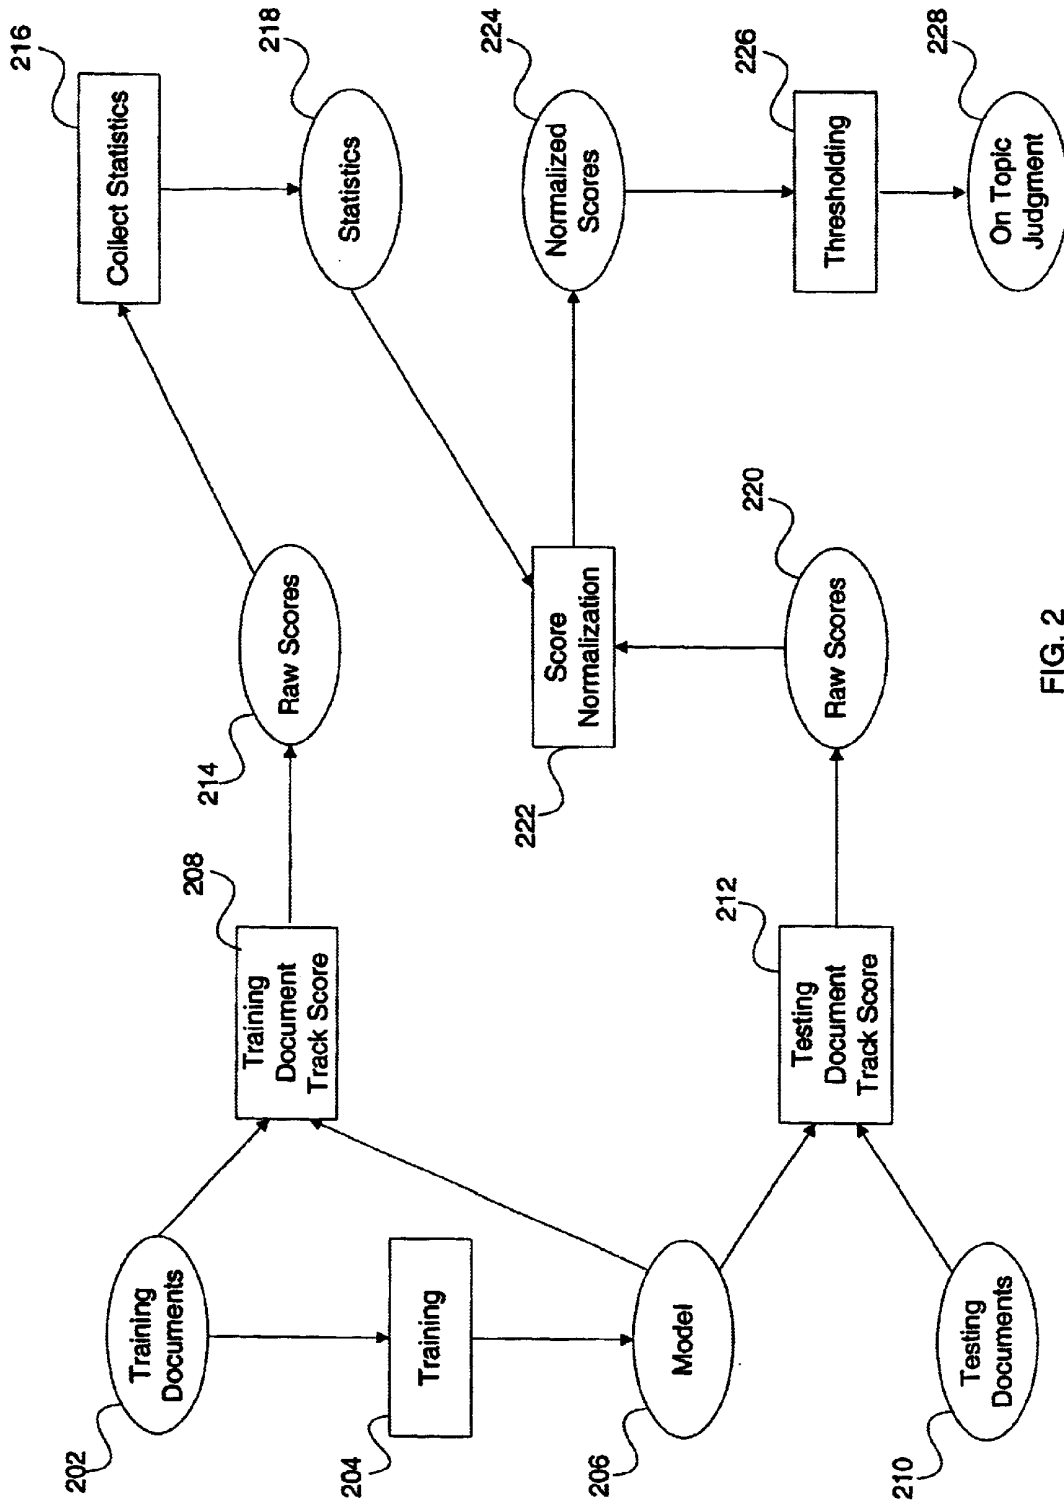 202
Training
Documents
204
Training
206
Model
210
Testing
Documents
208
Training
Document
Track Score
212
Testing
Document
Track Score
214
Raw Scores
222
Score
Normalization
220
Raw Scores
216
Collect Statistics
218
Statistics
224
Normalized
Scores
226
Thresholding
228
On Topic
Judgment
FIG. 2